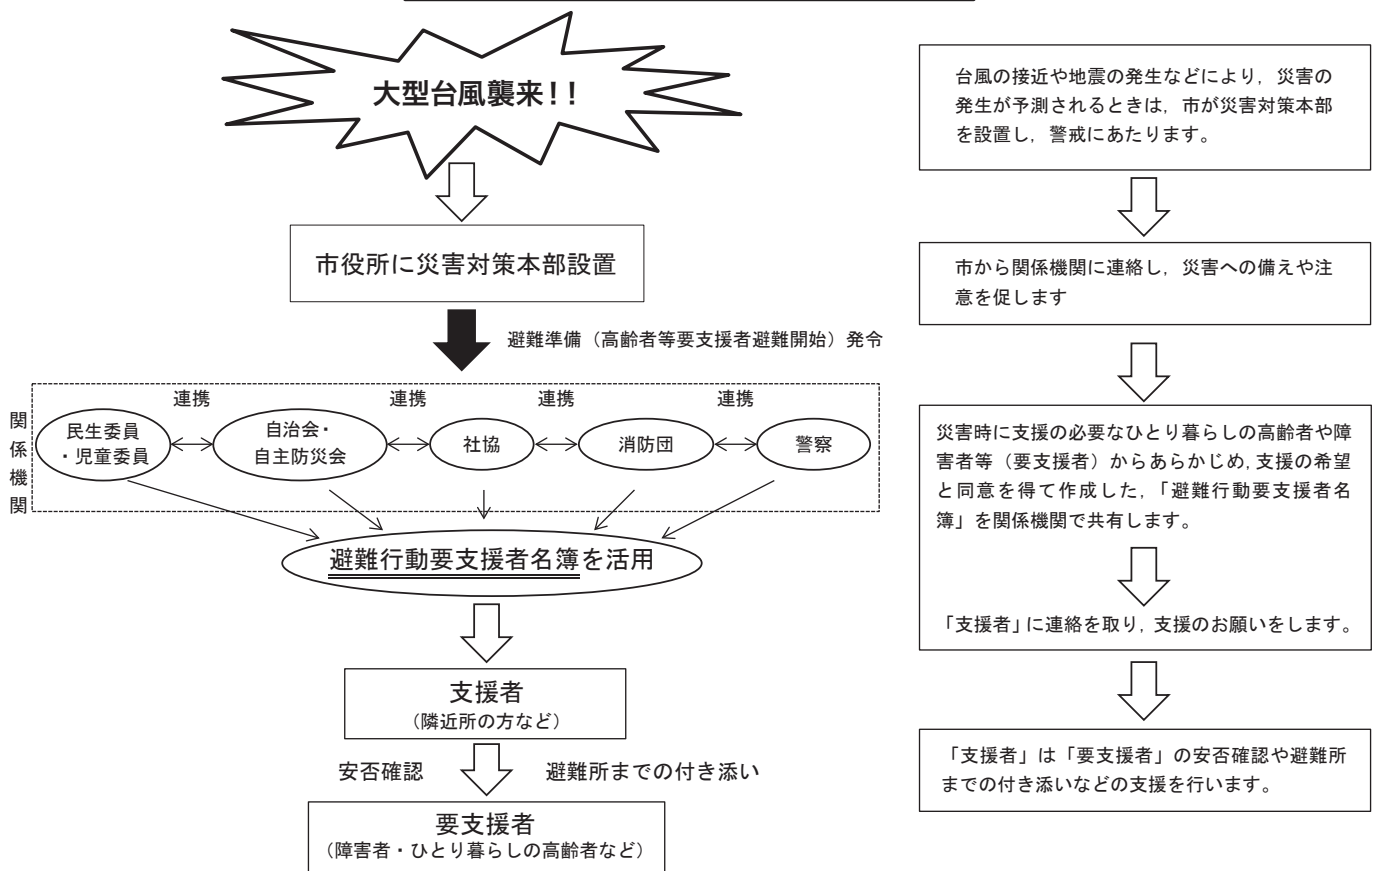 大型台風襲来！！
市役所に災害対策本部設置
避難準備（高齢者等要支援者避難開始）発令
関係機関
連携
連携
連携
連携
民生委員
・児童委員
自治会・
自主防災会
社協
消防団
警察
避難行動要支援者名簿を活用
支援者
（隣近所の方など）
安否確認
避難所までの付き添い
要支援者
（障害者・ひとり暮らしの高齢者など）
台風の接近や地震の発生などにより，災害の
発生が予測されるときは，市が災害対策本部
を設置し，警戒にあたります。
市から関係機関に連絡し，災害への備えや注
意を促します
災害時に支援の必要なひとり暮らしの高齢者や障
害者等（要支援者）からあらかじめ，支援の希望
と同意を得て作成した，「避難行動要支援者名
簿」を関係機関で共有します。
「支援者」に連絡を取り，支援のお願いをします。
「支援者」は「要支援者」の安否確認や避難所
までの付き添いなどの支援を行います。